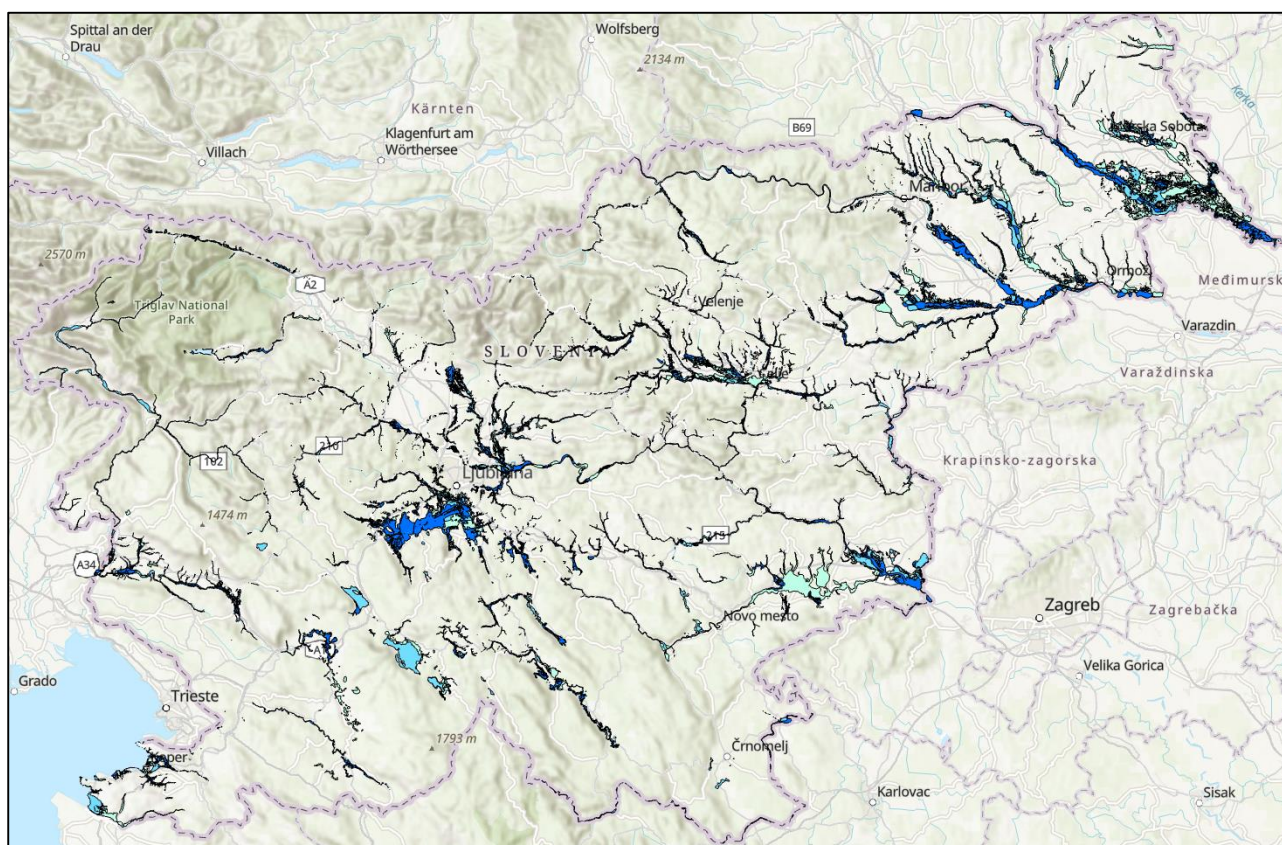 Spittal an der
Drau
Wolfsberg
2134 m
Kärnten
Klagenfurt am
Wörthersee
Villach
B69
Kerka
Murska Sobota
Maribor
2570 m
A2
Triglav National
Park
Velenje
Ormož
Međimursk
Varazdin
Varaždinska
SLOVENIA
Celje
210
102
Ljubljana
Krapinsko-zagorska
1474 m
215
A34
Novo mesto
Zagreb
Zagrebačka
Velika Gorica
Grado
Trieste
1793 m
Črnomelj
Koper
Karlovac
Sisak